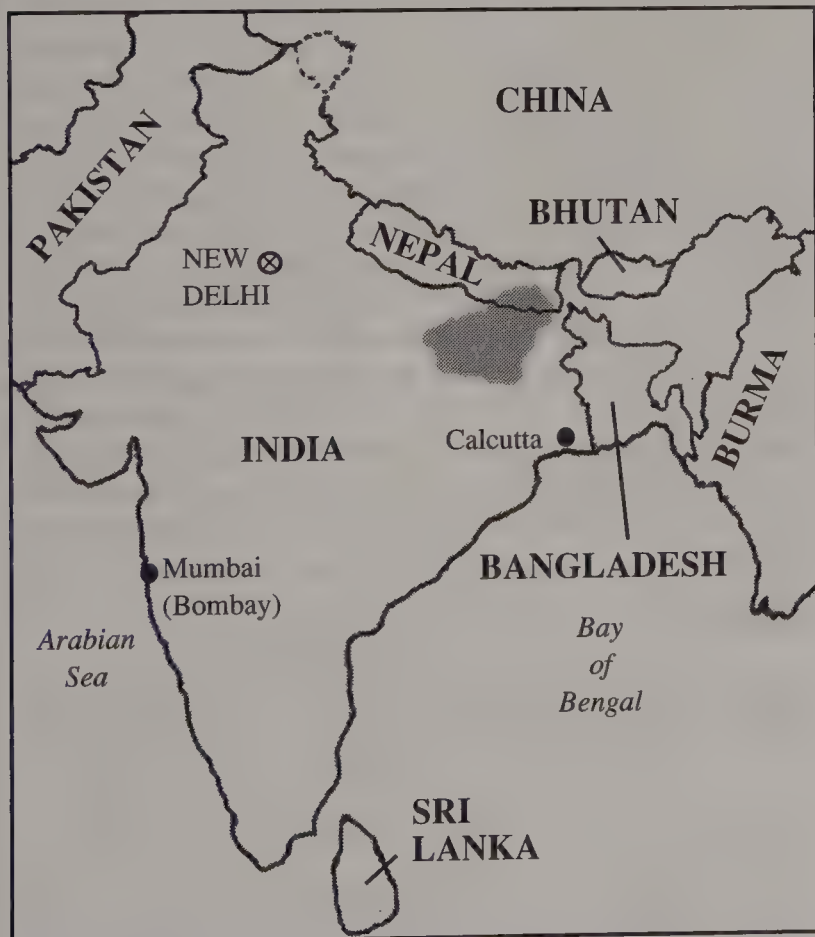 CHINA
PAKISTAN
BHUTAN
NEPAL
NEW
DELHI
BURMA
Calcutta
INDIA
BANGLADESH
Mumbai
(Bombay)
Arabian
Sea
Bay
of
Bengal
SRI
LANKA